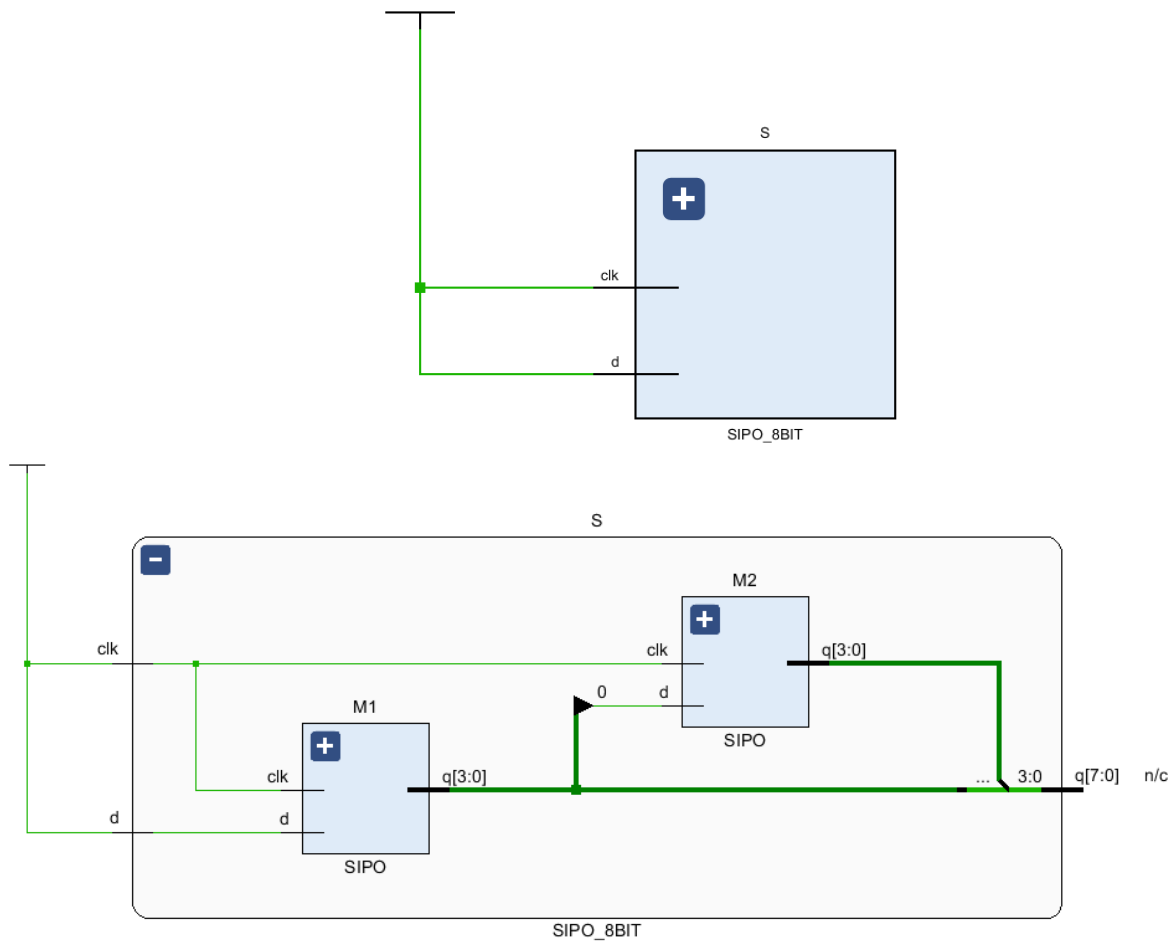 S
clk
d
SIPO_8BIT
S
M2
clk
clk
q[3:0]
0
d
M1
SIPO
clk
q[3:0]
...
3:0
q[7:0]
n/c
d
d
SIPO
SIPO_8BIT